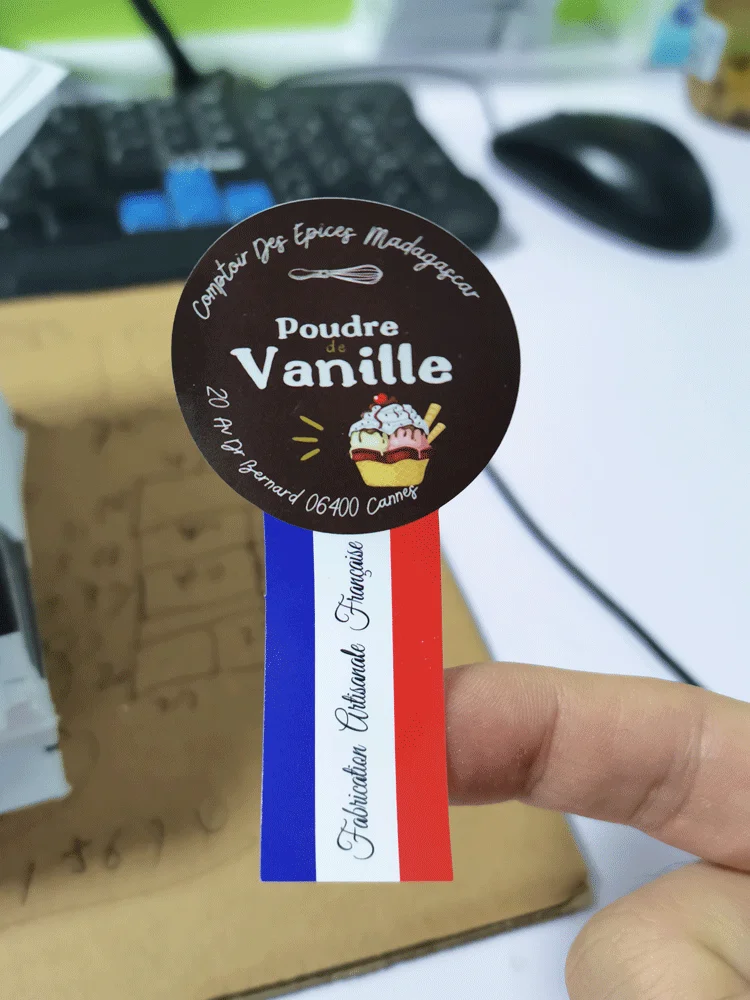 Comptoir Des Epices Madagascar
Poudre
de
Vanille
20 Av Dr Bernard 06400 Cannes
Fabrication Artisanale Française